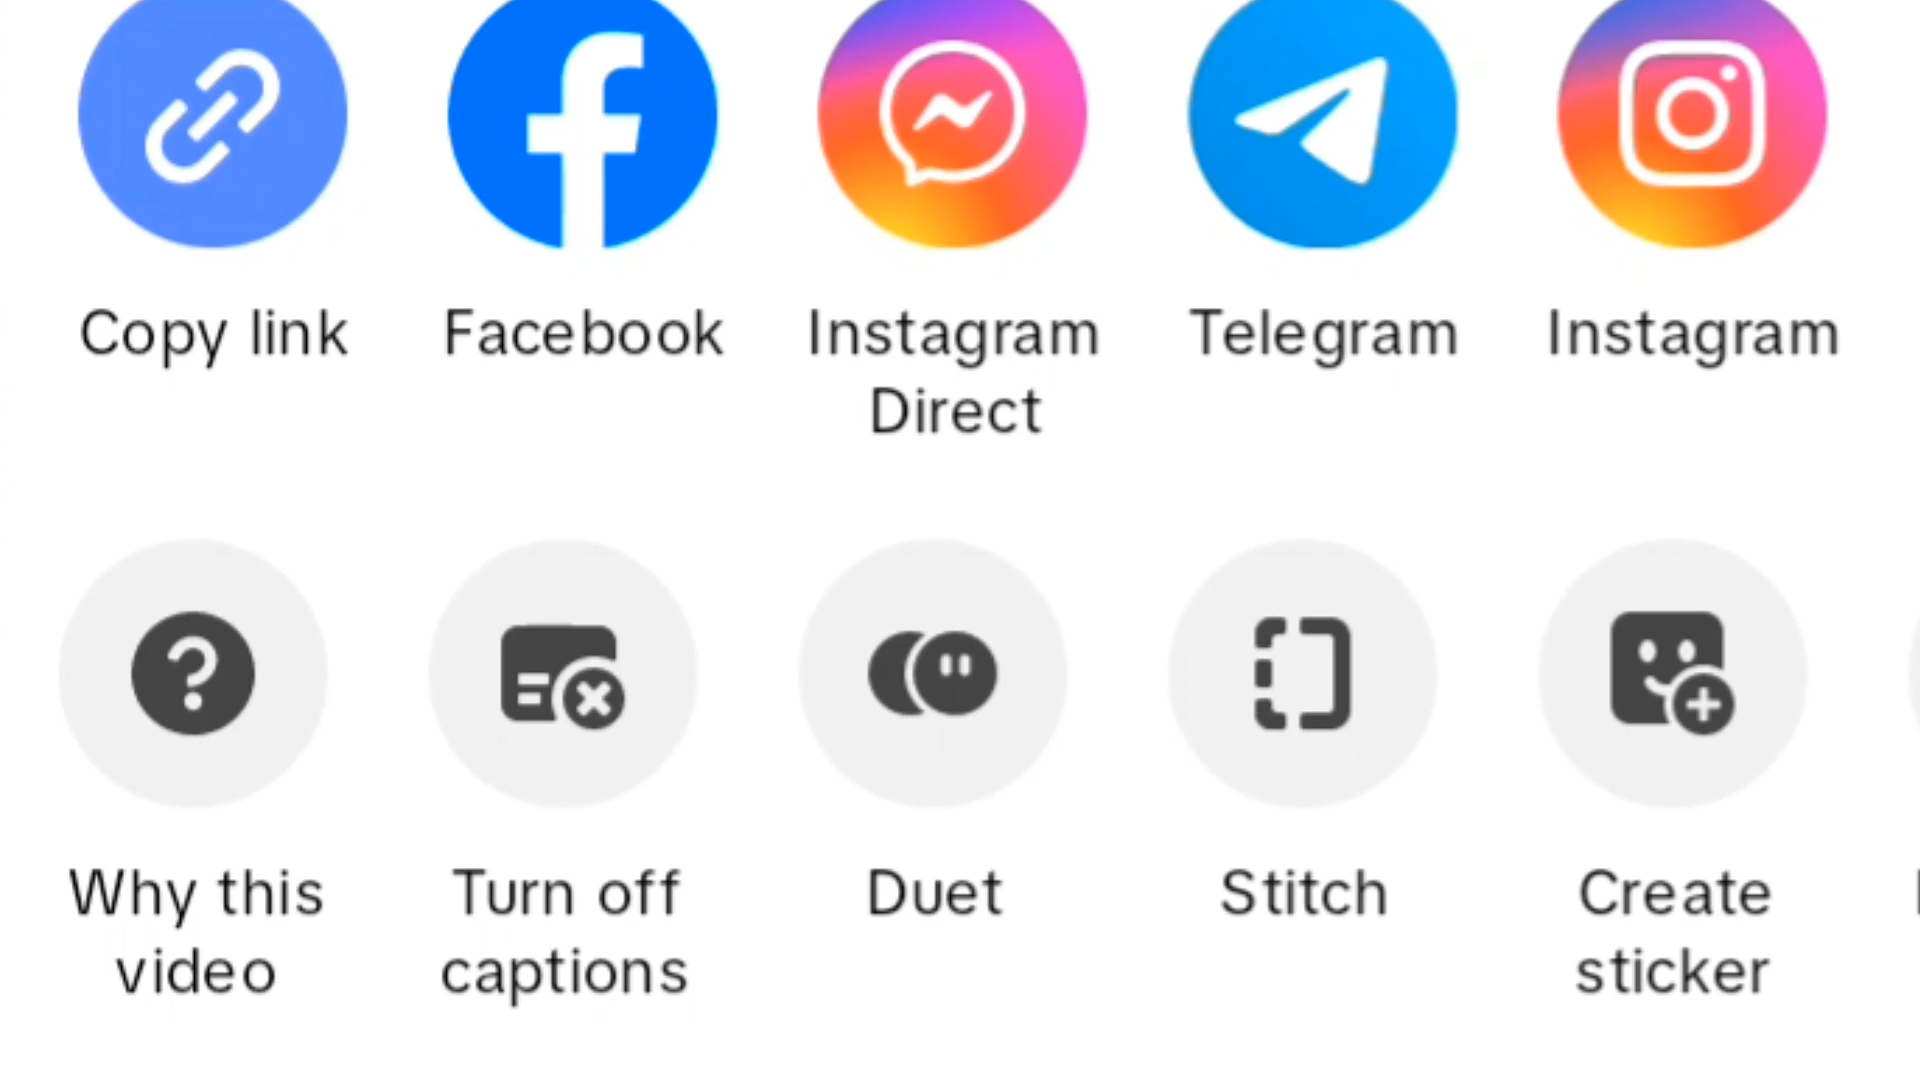 Copy link
Facebook
Instagram
Direct
Telegram
Instagram
Why this
video
Turn off
captions
Duet
Stitch
Create
sticker